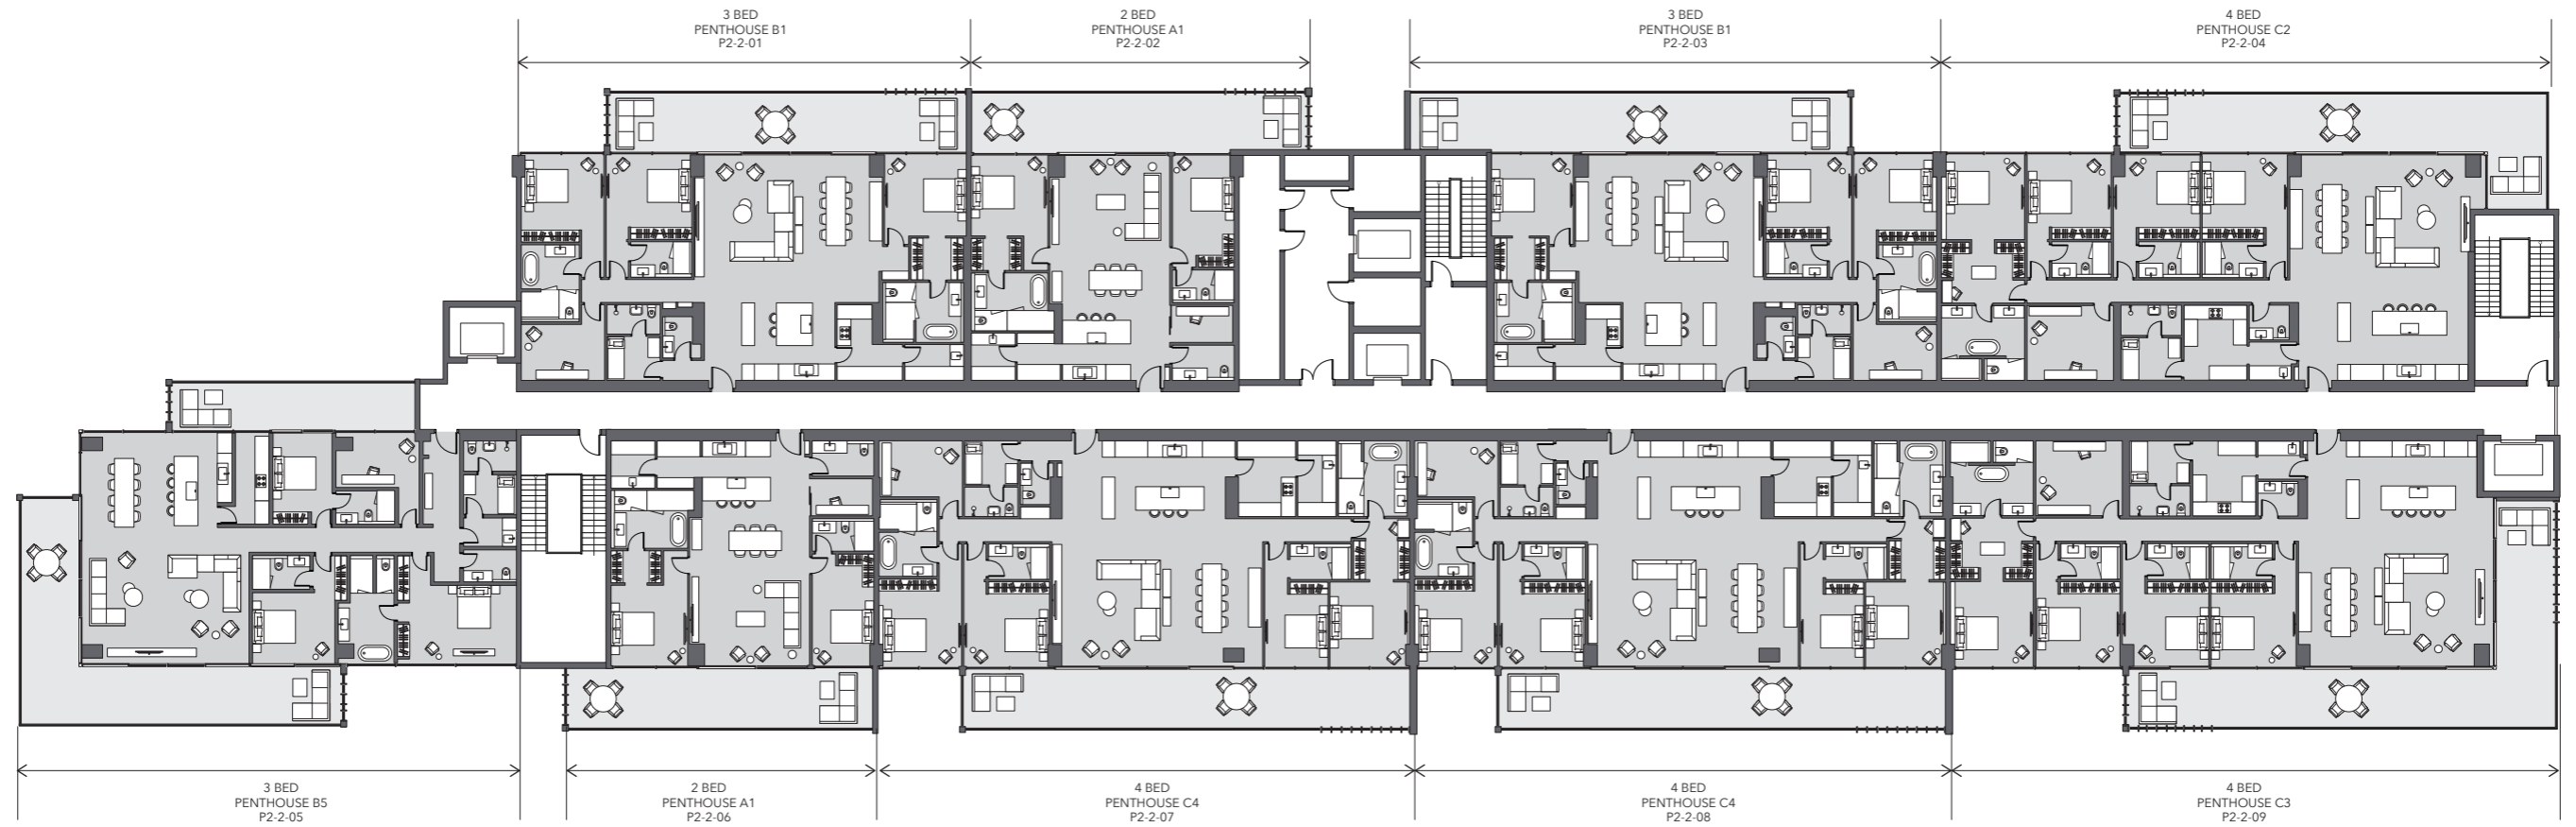 3 BED
PENTHOUSE B1
P2-2-01
2 BED
PENTHOUSE A1
P2-2-02
3 BED
PENTHOUSE B1
P2-2-03
4 BED
PENTHOUSE C2
P2-2-04
3 BED
PENTHOUSE B5
P2-2-05
2 BED
PENTHOUSE A1
P2-2-06
4 BED
PENTHOUSE C4
P2-2-07
4 BED
PENTHOUSE C4
P2-2-08
4 BED
PENTHOUSE C3
P2-2-09